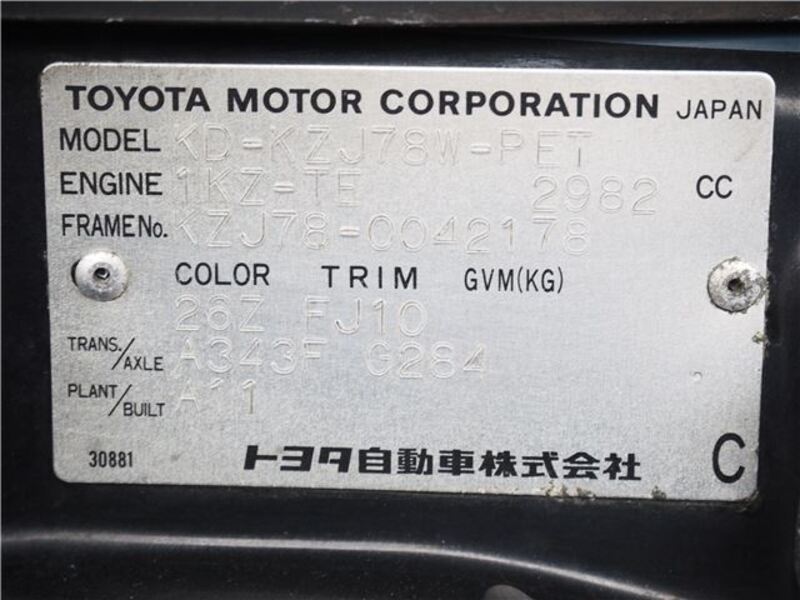 TOYOTA MOTOR CORPORATION JAPAN
MODEL KD-KZJ78W-PET
ENGINE 1KZ-TE 2982 CC
FRAME No. KZJ78-0042178
COLOR TRIM GVM(KG)
26Z FJ10
TRANS./AXLE A343F G284
PLANT/BUILT A11
30881 トヨタ自動車株式会社 C